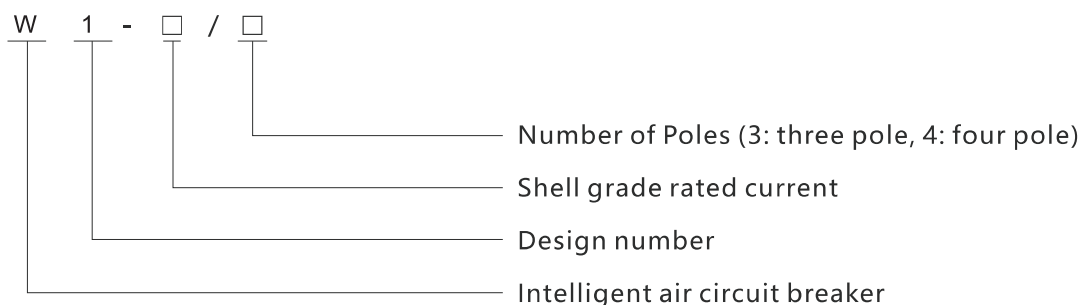 W 1 - □ / □
Number of Poles (3: three pole, 4: four pole)
Shell grade rated current
Design number
Intelligent air circuit breaker